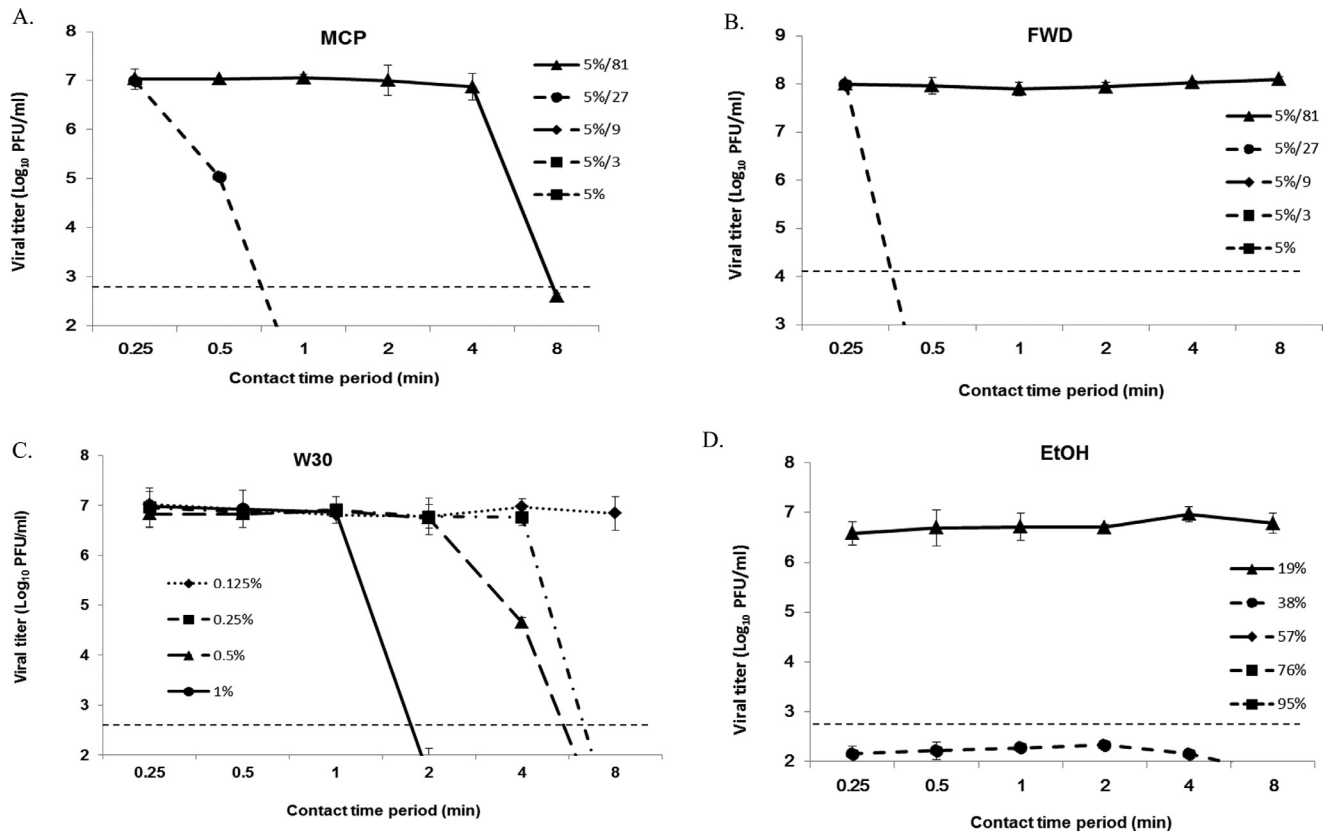 A.
MCP
8
7
6
5
4
3
2
0.25 0.5 1 2 4 8
Viral titer (Log10 PFU/ml)
Contact time period (min)
5%/81
5%/27
5%/9
5%/3
5%
B.
FWD
9
8
7
6
5
4
3
0.25 0.5 1 2 4 8
Viral titer (Log10 PFU/ml)
Contact time period (min)
5%/81
5%/27
5%/9
5%/3
5%
C.
W30
8
7
6
5
4
3
2
0.25 0.5 1 2 4 8
Viral titer (Log10 PFU/ml)
Contact time period (min)
0.125%
0.25%
0.5%
1%
D.
EtOH
8
7
6
5
4
3
2
0.25 0.5 1 2 4 8
Viral titer (Log10 PFU/ml)
Contact time period (min)
19%
38%
57%
76%
95%